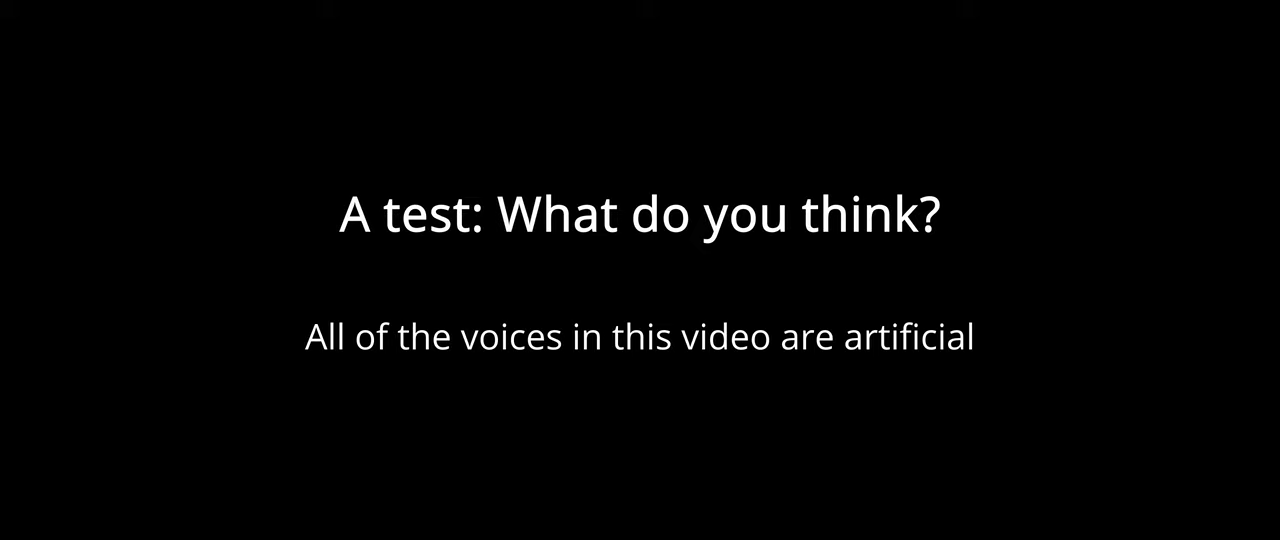 A test: What do you think?
All of the voices in this video are artificial